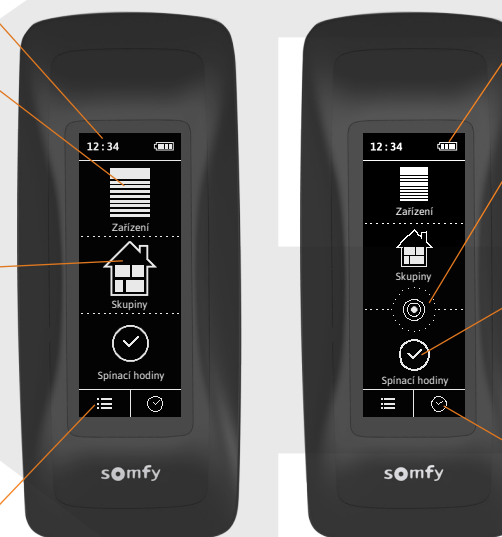 12:34
Zařízení
Skupiny
Spínací hodiny
somfy
12:34
Zařízení
Skupiny
Spínací hodiny
somfy